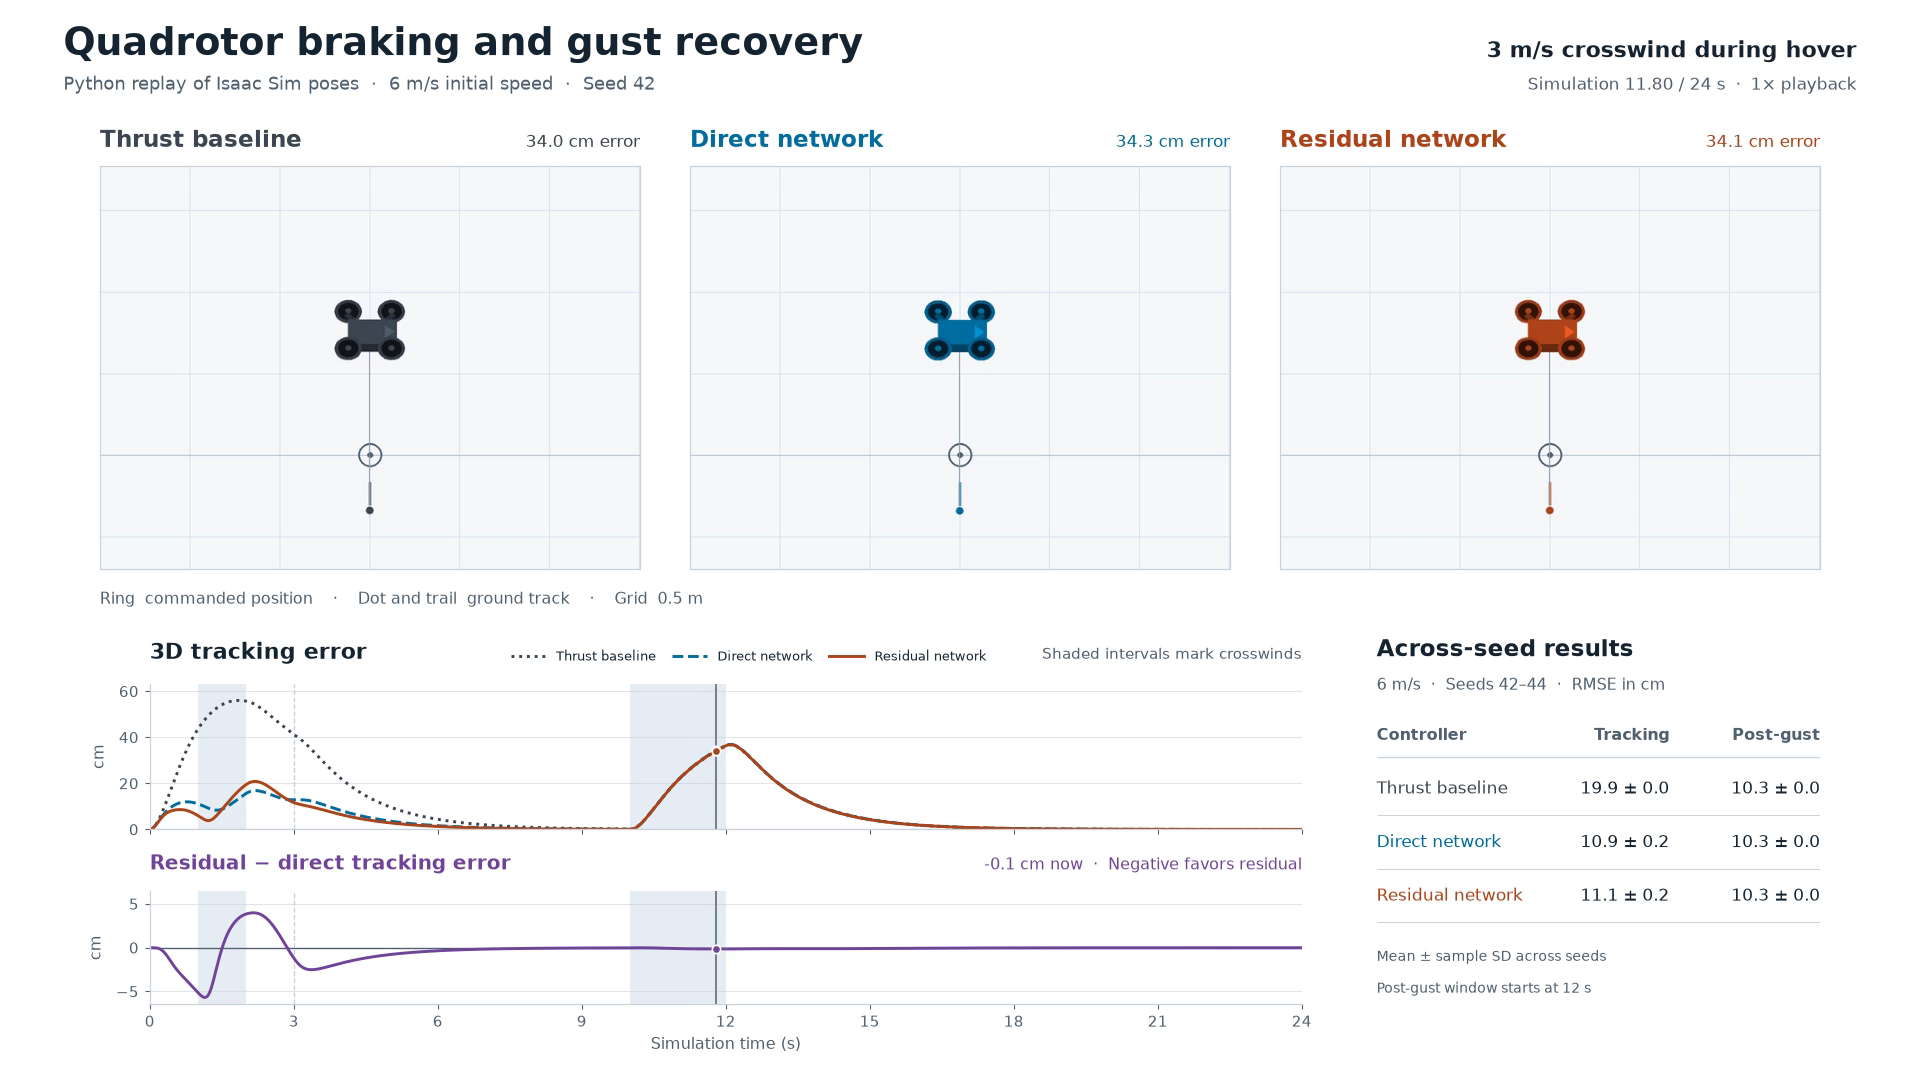 Quadrotor braking and gust recovery
Python replay of Isaac Sim poses · 6 m/s initial speed · Seed 42
3 m/s crosswind during hover
Simulation 11.80 / 24 s · 1× playback
Thrust baseline 34.0 cm error
Direct network 34.3 cm error
Residual network 34.1 cm error
Ring commanded position · Dot and trail ground track · Grid 0.5 m
3D tracking error
Thrust baseline Direct network Residual network
Shaded intervals mark crosswinds
60
40
20
0
cm
Residual − direct tracking error
-0.1 cm now · Negative favors residual
5
0
−5
cm
0 3 6 9 12 15 18 21 24
Simulation time (s)
Across-seed results
6 m/s · Seeds 42–44 · RMSE in cm
Controller Tracking Post-gust
Thrust baseline 19.9 ± 0.0 10.3 ± 0.0
Direct network 10.9 ± 0.2 10.3 ± 0.0
Residual network 11.1 ± 0.2 10.3 ± 0.0
Mean ± sample SD across seeds
Post-gust window starts at 12 s